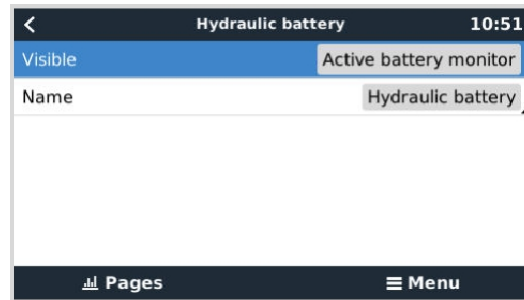 Hydraulic battery 10:51
Visible Active battery monitor
Name Hydraulic battery
Pages Menu